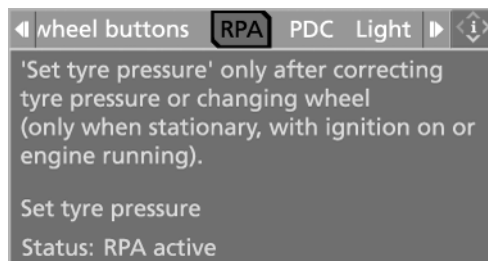 wheel buttons RPA PDC Light i
'Set tyre pressure' only after correcting
tyre pressure or changing wheel
(only when stationary, with ignition on or
engine running).
Set tyre pressure
Status: RPA active